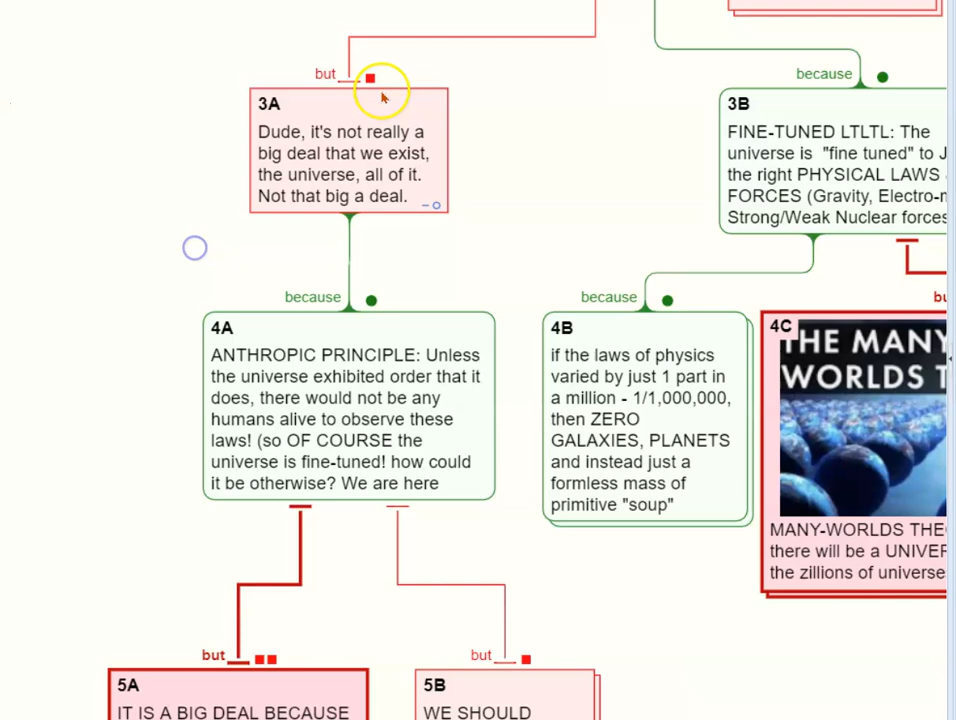 but
because
3A
Dude, it's not really a
big deal that we exist,
the universe, all of it.
Not that big a deal.
3B
FINE-TUNED LTLTL: The
universe is "fine tuned" to
the right PHYSICAL LAWS
FORCES (Gravity,
Strong/Weak Nuclear forces
because
because
4A
ANTHROPIC PRINCIPLE: Unless
the universe exhibited order that it
does, there would not be any
humans alive to observe these
laws! (so OF COURSE the
universe is fine-tuned! how could
it be otherwise? We are here
4B
if the laws of physics
varied by just 1 part in
a million - 1/1,000,000,
then ZERO
GALAXIES, PLANETS
and instead just a
formless mass of
primitive "soup"
4C
THE MANY
WORLDS
MANY-WORLDS
there will be a
the zillions of universe
but
but
5A
IT IS A BIG DEAL BECAUSE
5B
WE SHOULD